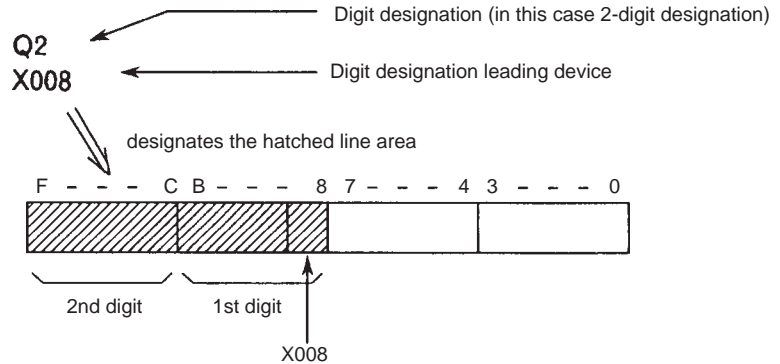 Digit designation (in this case 2-digit designation)
Q2
X008
Digit designation leading device
designates the hatched line area
F - - - C B - - - 8 7 - - - 4 3 - - - 0
2nd digit 1st digit
X008